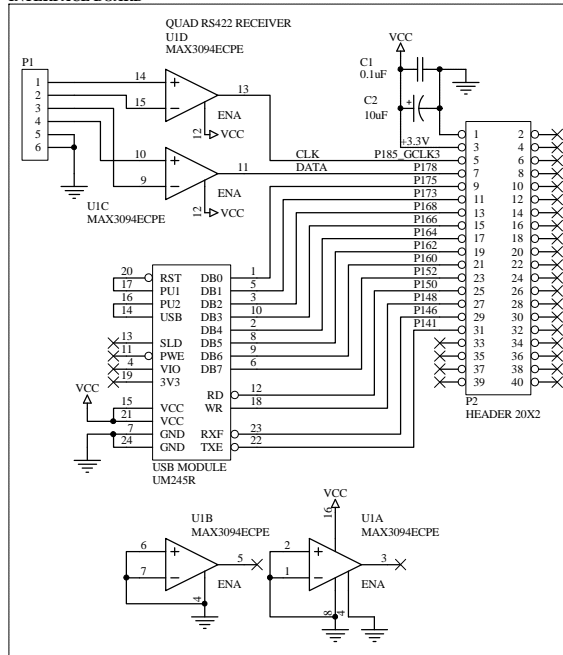 INTERFACE BOARD
QUAD RS422 RECEIVER
U1D
MAX3094ECPE
VCC
P1
C1
0.1uF
C2
10uF
+
1
2
3
4
5
6
14
15
+
−
13
ENA
12
VCC
10
9
+
−
11
ENA
12
VCC
U1C
MAX3094ECPE
CLK
DATA
+3.3V
P185_GCLK3
P178
P175
P173
P168
P166
P164
P162
P160
P152
P150
P148
P146
P141
1 2
3 4
5 6
7 8
9 10
11 12
13 14
15 16
17 18
19 20
21 22
23 24
25 26
27 28
29 30
31 32
33 34
35 36
37 38
39 40
P2
HEADER 20X2
20 RST DB0 1
17 PU1 DB1 5
16 PU2 DB2 3
14 USB DB3 10
DB4 2
13 SLD DB5 8
11 PWE DB6 9
4 VIO DB7 6
19 3V3
RD 12
VCC
15 VCC WR 18
21 VCC
7 GND RXF 23
24 GND TXE 22
USB MODULE
UM245R
U1B
MAX3094ECPE
6
7
+
−
5
ENA
4
VCC
16
U1A
MAX3094ECPE
2
1
+
−
3
ENA
8
4